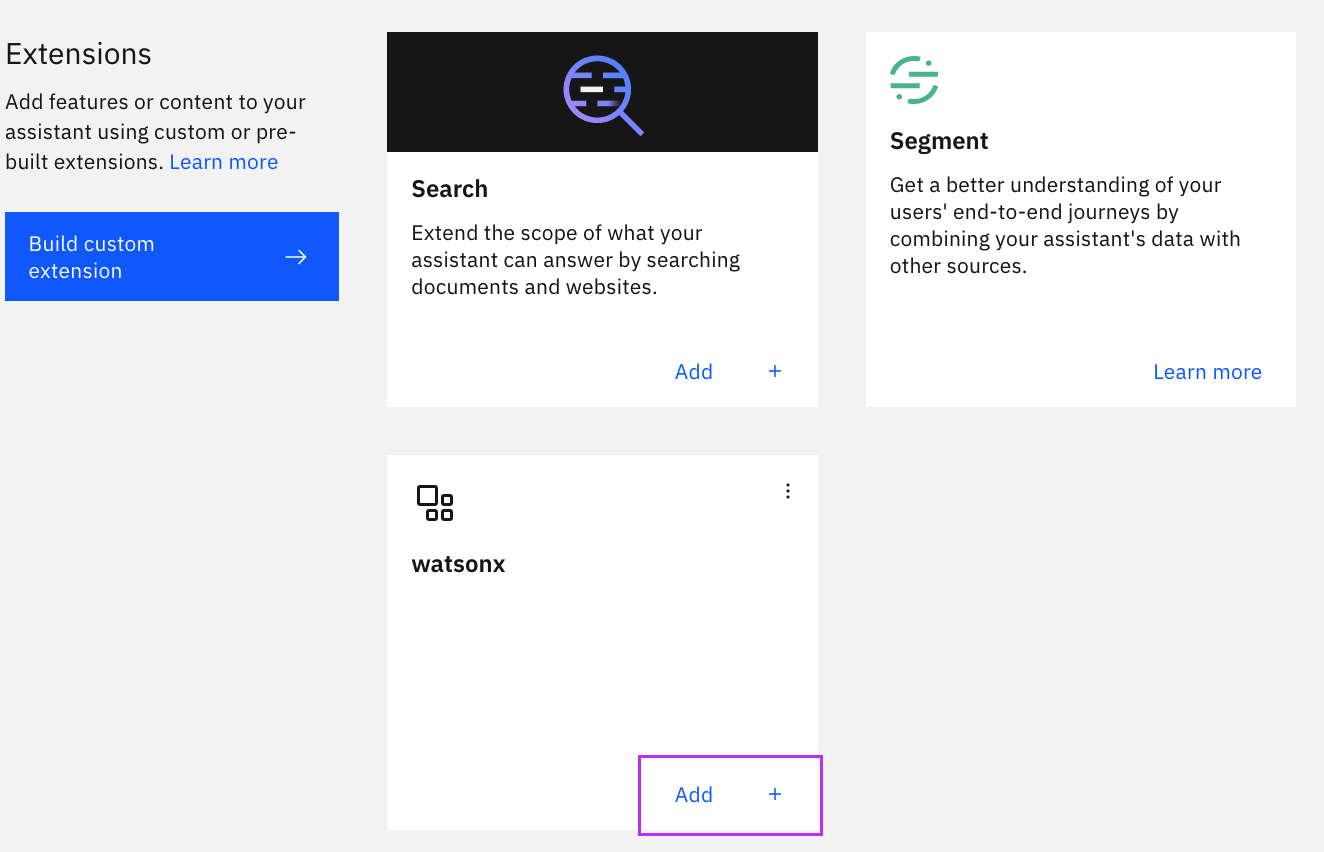 Extensions
Add features or content to your
assistant using custom or pre-
built extensions. Learn more
Build custom
extension
Search
Extend the scope of what your
assistant can answer by searching
documents and websites.
Add +
Segment
Get a better understanding of your
users' end-to-end journeys by
combining your assistant's data with
other sources.
Learn more
watsonx
Add +